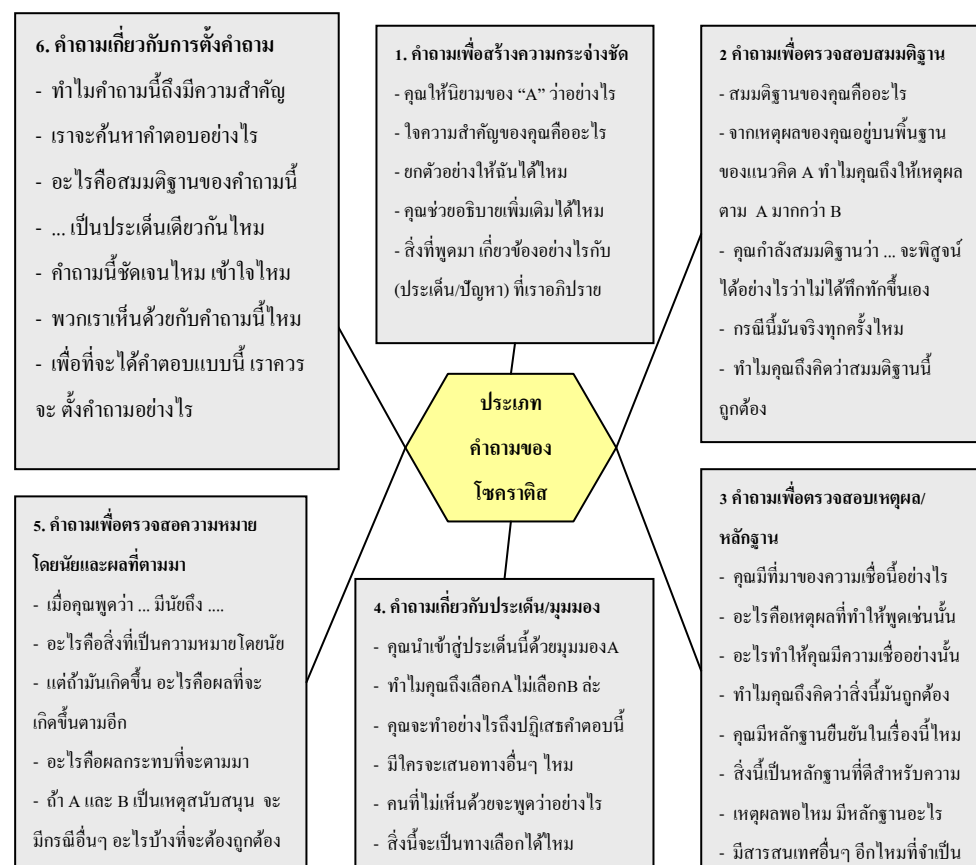 6. คำถามเกี่ยวกับการตั้งคำถาม
- ทำไมคำถามนี้ถึงมีความสำคัญ
- เราจะค้นหาคำตอบอย่างไร
- อะไรคือสมมติฐานของคำถามนี้
- ... เป็นประเด็นเดียวกันไหม
- คำถามนี้ชัดเจนไหม เข้าใจไหม
- พวกเราเห็นด้วยกับคำถามนี้ไหม
- เพื่อที่จะได้คำตอบแบบนี้ เราควร
จะ ตั้งคำถามอย่างไร
1. คำถามเพื่อสร้างความกระจ่างชัด
- คุณให้นิยามของ “A” ว่าอย่างไร
- ใจความสำคัญของคุณคืออะไร
- ยกตัวอย่างให้ฉันได้ไหม
- คุณช่วยอธิบายเพิ่มเติมได้ไหม
- สิ่งที่พูดมา เกี่ยวข้องอย่างไรกับ
(ประเด็น/ปัญหา) ที่เราอภิปราย
2 คำถามเพื่อตรวจสอบสมมติฐาน
- สมมติฐานของคุณคืออะไร
- จากเหตุผลของคุณอยู่บนพื้นฐาน
ของแนวคิด A ทำไมคุณถึงให้เหตุผล
ตาม A มากกว่า B
- คุณกำลังสมมติฐานว่า ... จะพิสูจน์
ได้อย่างไรว่าไม่ได้ทึกทักขึ้นเอง
- กรณีนี้มันจริงทุกครั้งไหม
- ทำไมคุณถึงคิดว่าสมมติฐานนี้
ถูกต้อง
ประเภท
คำถามของ
โซคราติส
5. คำถามเพื่อตรวจสอความหมาย
โดยนัยและผลที่ตามมา
- เมื่อคุณพูดว่า ... มีนัยถึง ....
- อะไรคือสิ่งที่เป็นความหมายโดยนัย
- แต่ถ้ามันเกิดขึ้น อะไรคือผลที่จะ
เกิดขึ้นตามอีก
- อะไรคือผลกระทบที่จะตามมา
- ถ้า A และ B เป็นเหตุสนับสนุน จะ
มีกรณีอื่นๆ อะไรบ้างที่จะต้องถูกต้อง
4. คำถามเกี่ยวกับประเด็น/มุมมอง
- คุณนำเข้าสู่ประเด็นนี้ด้วยมุมมองA
- ทำไมคุณถึงเลือกAไม่เลือกB ล่ะ
- คุณจะทำอย่างไรถึงปฏิเสธคำตอบนี้
- มีใครจะเสนอทางอื่นๆ ไหม
- คนที่ไม่เห็นด้วยจะพูดว่าอย่างไร
- สิ่งนี้จะเป็นทางเลือกได้ไหม
3 คำถามเพื่อตรวจสอบเหตุผล/
หลักฐาน
- คุณมีที่มาของความเชื่อนี้อย่างไร
- อะไรคือเหตุผลที่ทำให้พูดเช่นนั้น
- อะไรทำให้คุณมีความเชื่ออย่างนั้น
- ทำไมคุณถึงคิดว่าสิ่งนี้มันถูกต้อง
- คุณมีหลักฐานยืนยันในเรื่องนี้ไหม
- สิ่งนี้เป็นหลักฐานที่ดีสำหรับความ
- เหตุผลพอไหม มีหลักฐานอะไร
- มีสารสนเทศอื่นๆ อีกไหมที่จำเป็น